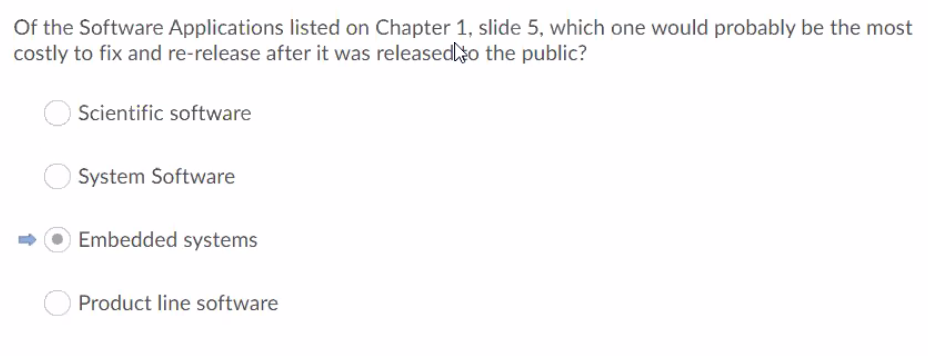 Of the Software Applications listed on Chapter 1, slide 5, which one would probably be the most
costly to fix and re-release after it was released to the public?
Scientific software
System Software
Embedded systems
Product line software